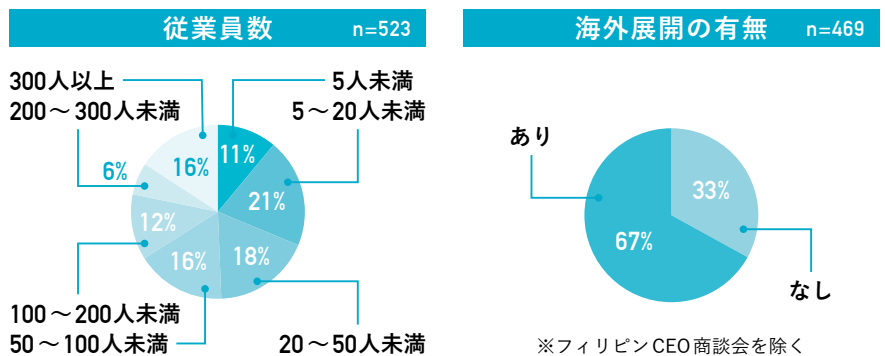 従業員数 n=523
300人以上
5人未満
200～300人未満
5～20人未満
11%
16%
6%
21%
12%
18%
16%
100～200人未満
50～100人未満
20～50人未満
海外展開の有無 n=469
あり
33%
67%
なし
※フィリピンCEO商談会を除く